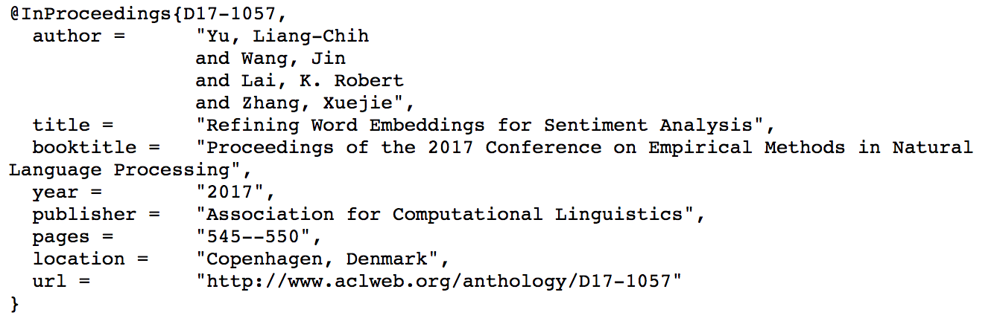 @InProceedings{D17-1057,
  author =      "Yu, Liang-Chih
                and Wang, Jin
                and Lai, K. Robert
                and Zhang, Xuejie",
  title =       "Refining Word Embeddings for Sentiment Analysis",
  booktitle =   "Proceedings of the 2017 Conference on Empirical Methods in Natural
Language Processing",
  year =        "2017",
  publisher =   "Association for Computational Linguistics",
  pages =       "545--550",
  location =    "Copenhagen, Denmark",
  url =         "http://www.aclweb.org/anthology/D17-1057"
}